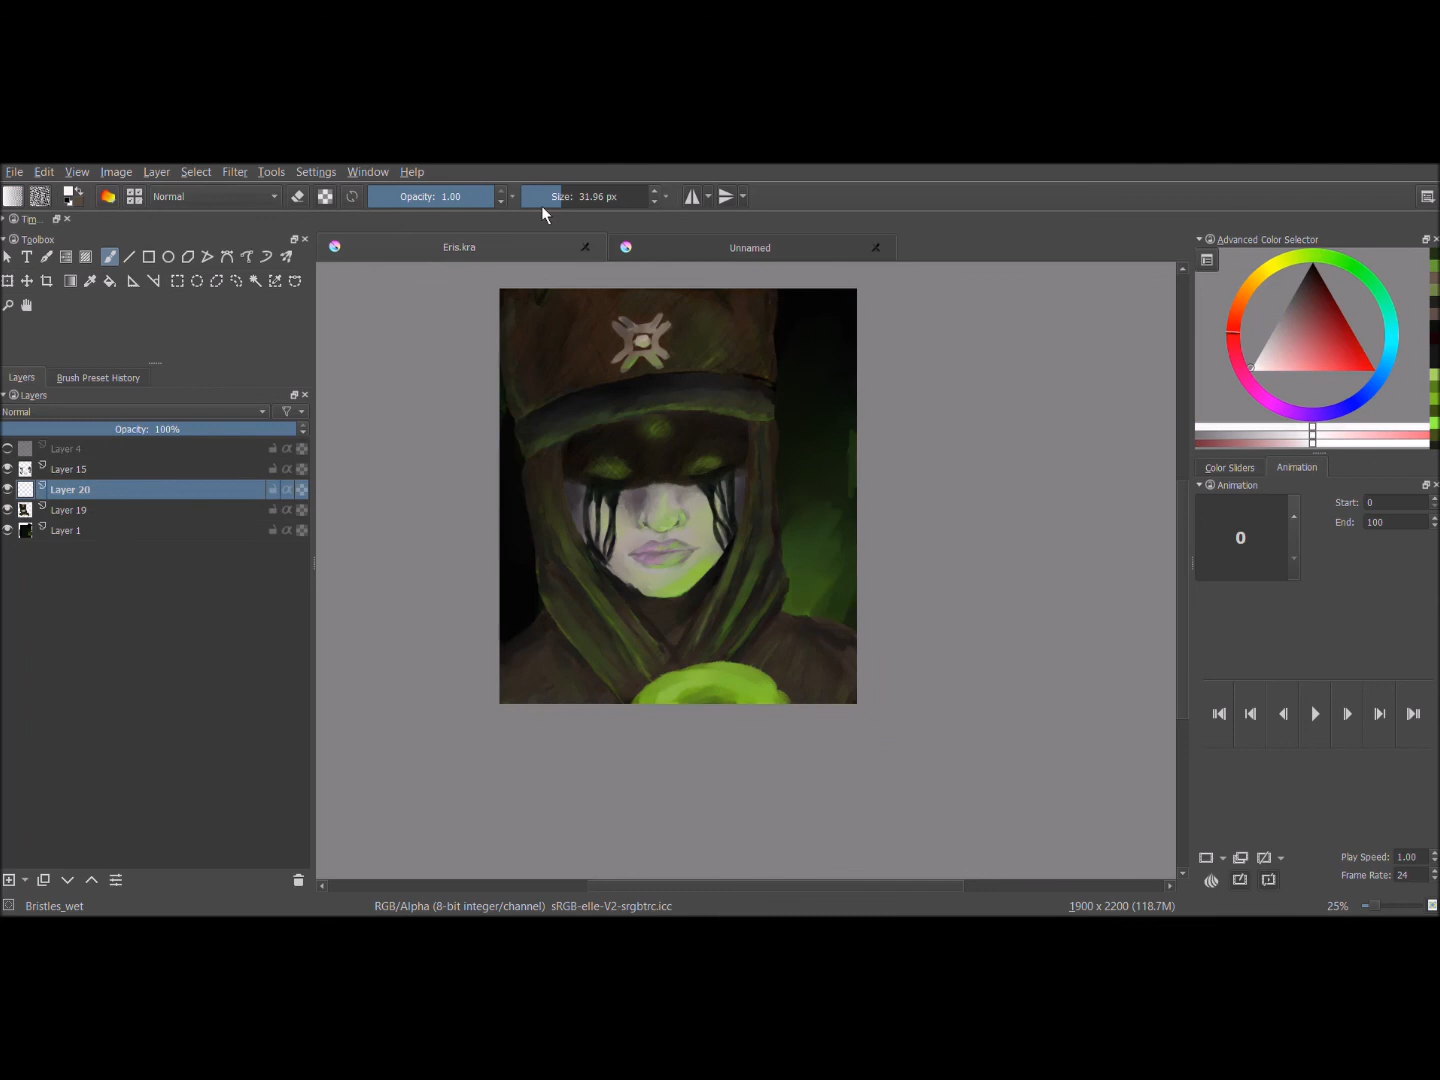 File Edit View Image Layer Select Filter Tools Settings Window Help
Normal Opacity: 1.00 Size: 31.96 px
Tim...
Toolbox
Eris.kra
Unnamed
Advanced Color Selector
Layers Brush Preset History
Layers
Normal
Opacity: 100%
Layer 4
Layer 15
Layer 20
Layer 19
Layer 1
Color Sliders Animation
Animation
0
Start: 0
End: 100
Play Speed: 1.00
Frame Rate: 24
Bristles_wet
RGB/Alpha (8-bit integer/channel) sRGB-elle-V2-srgbtrc.icc
1900 x 2200 (118.7M)
25%